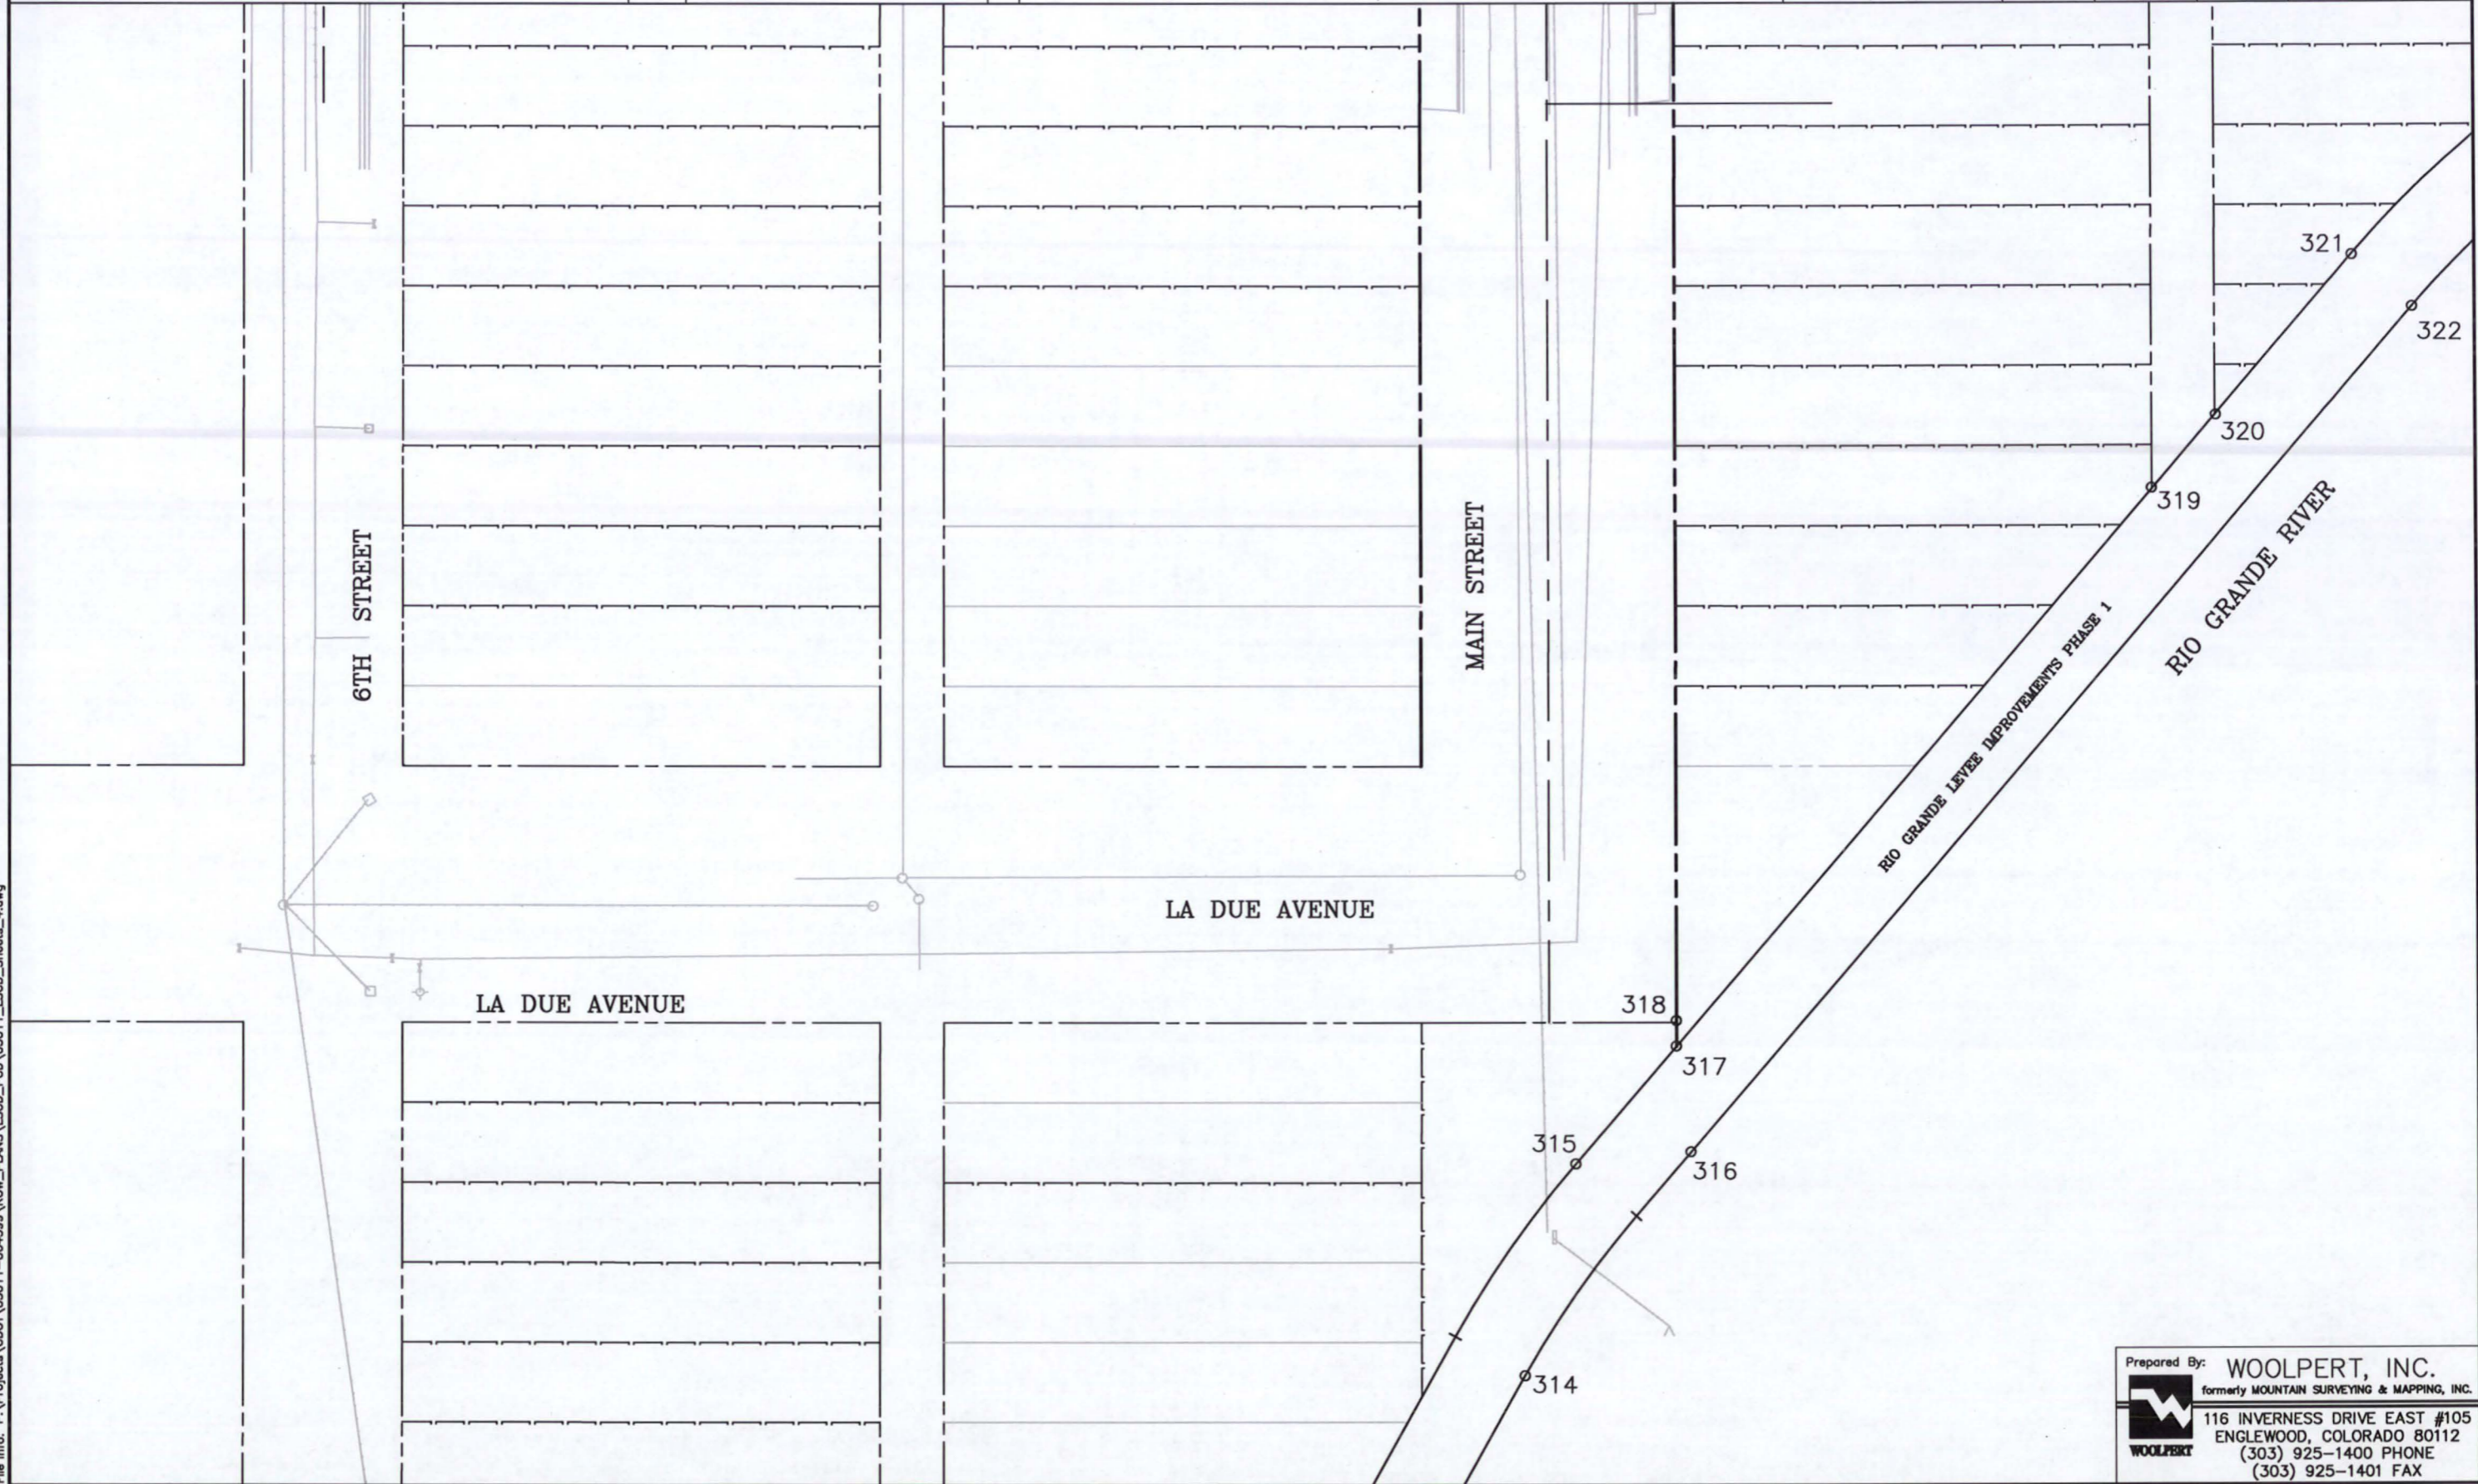 321
322
320
319
6TH STREET
MAIN STREET
RIO GRANDE RIVER
RIO GRANDE LEVEE IMPROVEMENTS PHASE 1
LA DUE AVENUE
LA DUE AVENUE
318
317
315
316
314
Prepared By:
WOOLPERT, INC.
formerly MOUNTAIN SURVEYING & MAPPING, INC.
WOOLPERT
116 INVERNESS DRIVE EAST #105
ENGLEWOOD, COLORADO 80112
(303) 925-1400 PHONE
(303) 925-1401 FAX